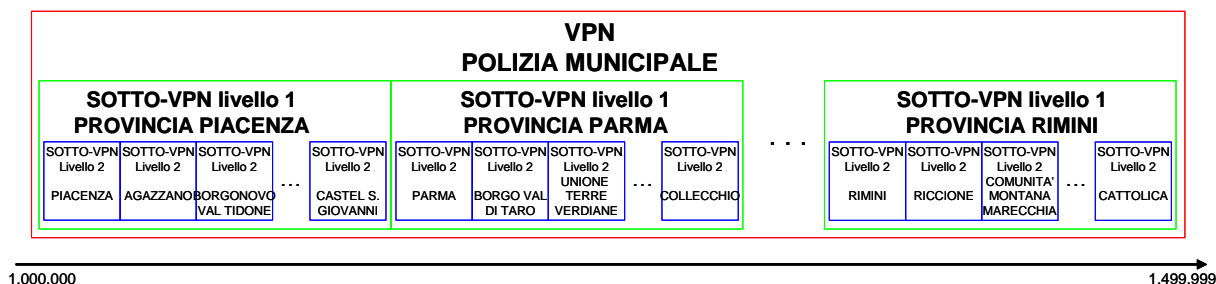 VPN
POLIZIA MUNICIPALE
SOTTO-VPN livello 1
PROVINCIA PIACENZA
SOTTO-VPN
Livello 2
PIACENZA
SOTTO-VPN
Livello 2
AGAZZANO
SOTTO-VPN
Livello 2
BORGONOVO
VAL TIDONE
...
SOTTO-VPN
Livello 2
CASTEL S.
GIOVANNI
SOTTO-VPN livello 1
PROVINCIA PARMA
SOTTO-VPN
Livello 2
PARMA
SOTTO-VPN
Livello 2
BORGO VAL
DI TARO
SOTTO-VPN
Livello 2
UNIONE
TERRE
VERDIANE
...
SOTTO-VPN
Livello 2
COLLECCHIO
. . .
SOTTO-VPN livello 1
PROVINCIA RIMINI
SOTTO-VPN
Livello 2
RIMINI
SOTTO-VPN
Livello 2
RICCIONE
SOTTO-VPN
Livello 2
COMUNITA'
MONTANA
MARECCHIA
...
SOTTO-VPN
Livello 2
CATTOLICA
1.000.000
1.499.999